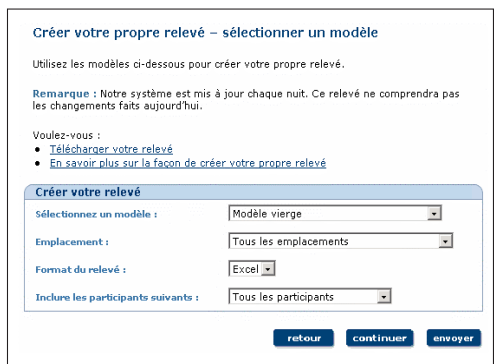 Créer votre propre relevé – sélectionner un modèle
Utilisez les modèles ci-dessous pour créer votre propre relevé.
Remarque : Notre système est mis à jour chaque nuit. Ce relevé ne comprendra pas
les changements faits aujourd'hui.
Voulez-vous :
• Télécharger votre relevé
• En savoir plus sur la façon de créer votre propre relevé
Créer votre relevé
Sélectionnez un modèle : Modèle vierge
Emplacement : Tous les emplacements
Format du relevé : Excel
Inclure les participants suivants : Tous les participants
retour continuer envoyer